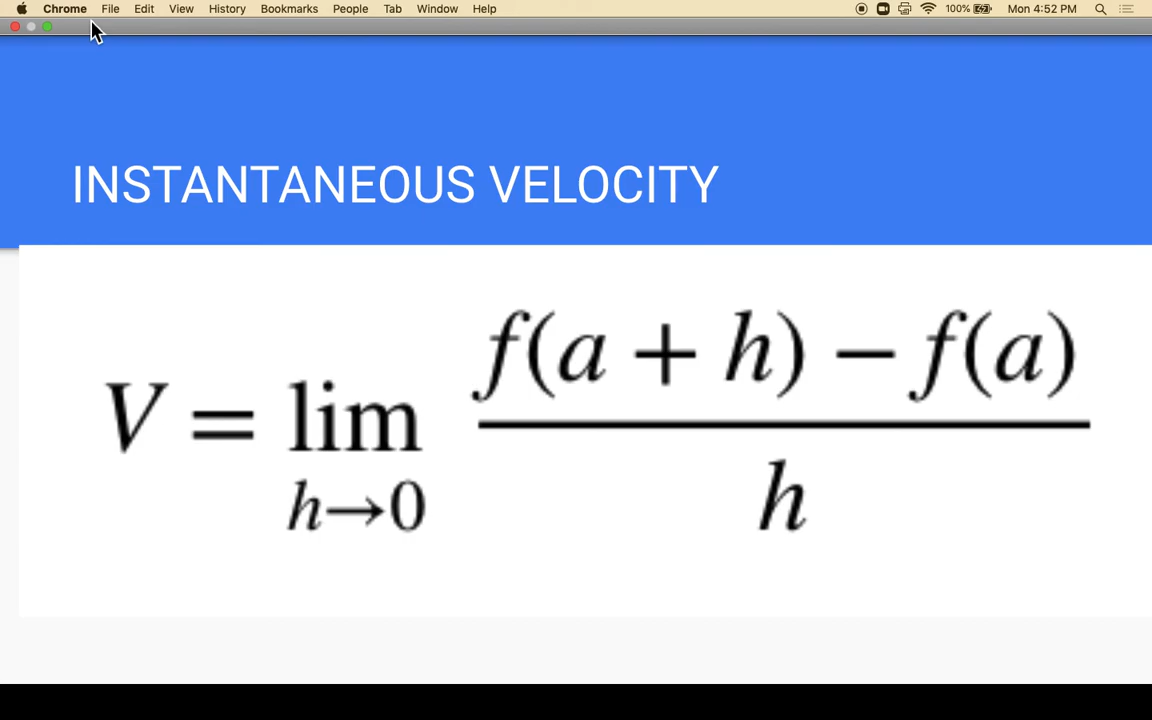 Chrome File Edit View History Bookmarks People Tab Window Help 100% Mon 4:52 PM
INSTANTANEOUS VELOCITY
V = lim h→0 f(a + h) − f(a) / h